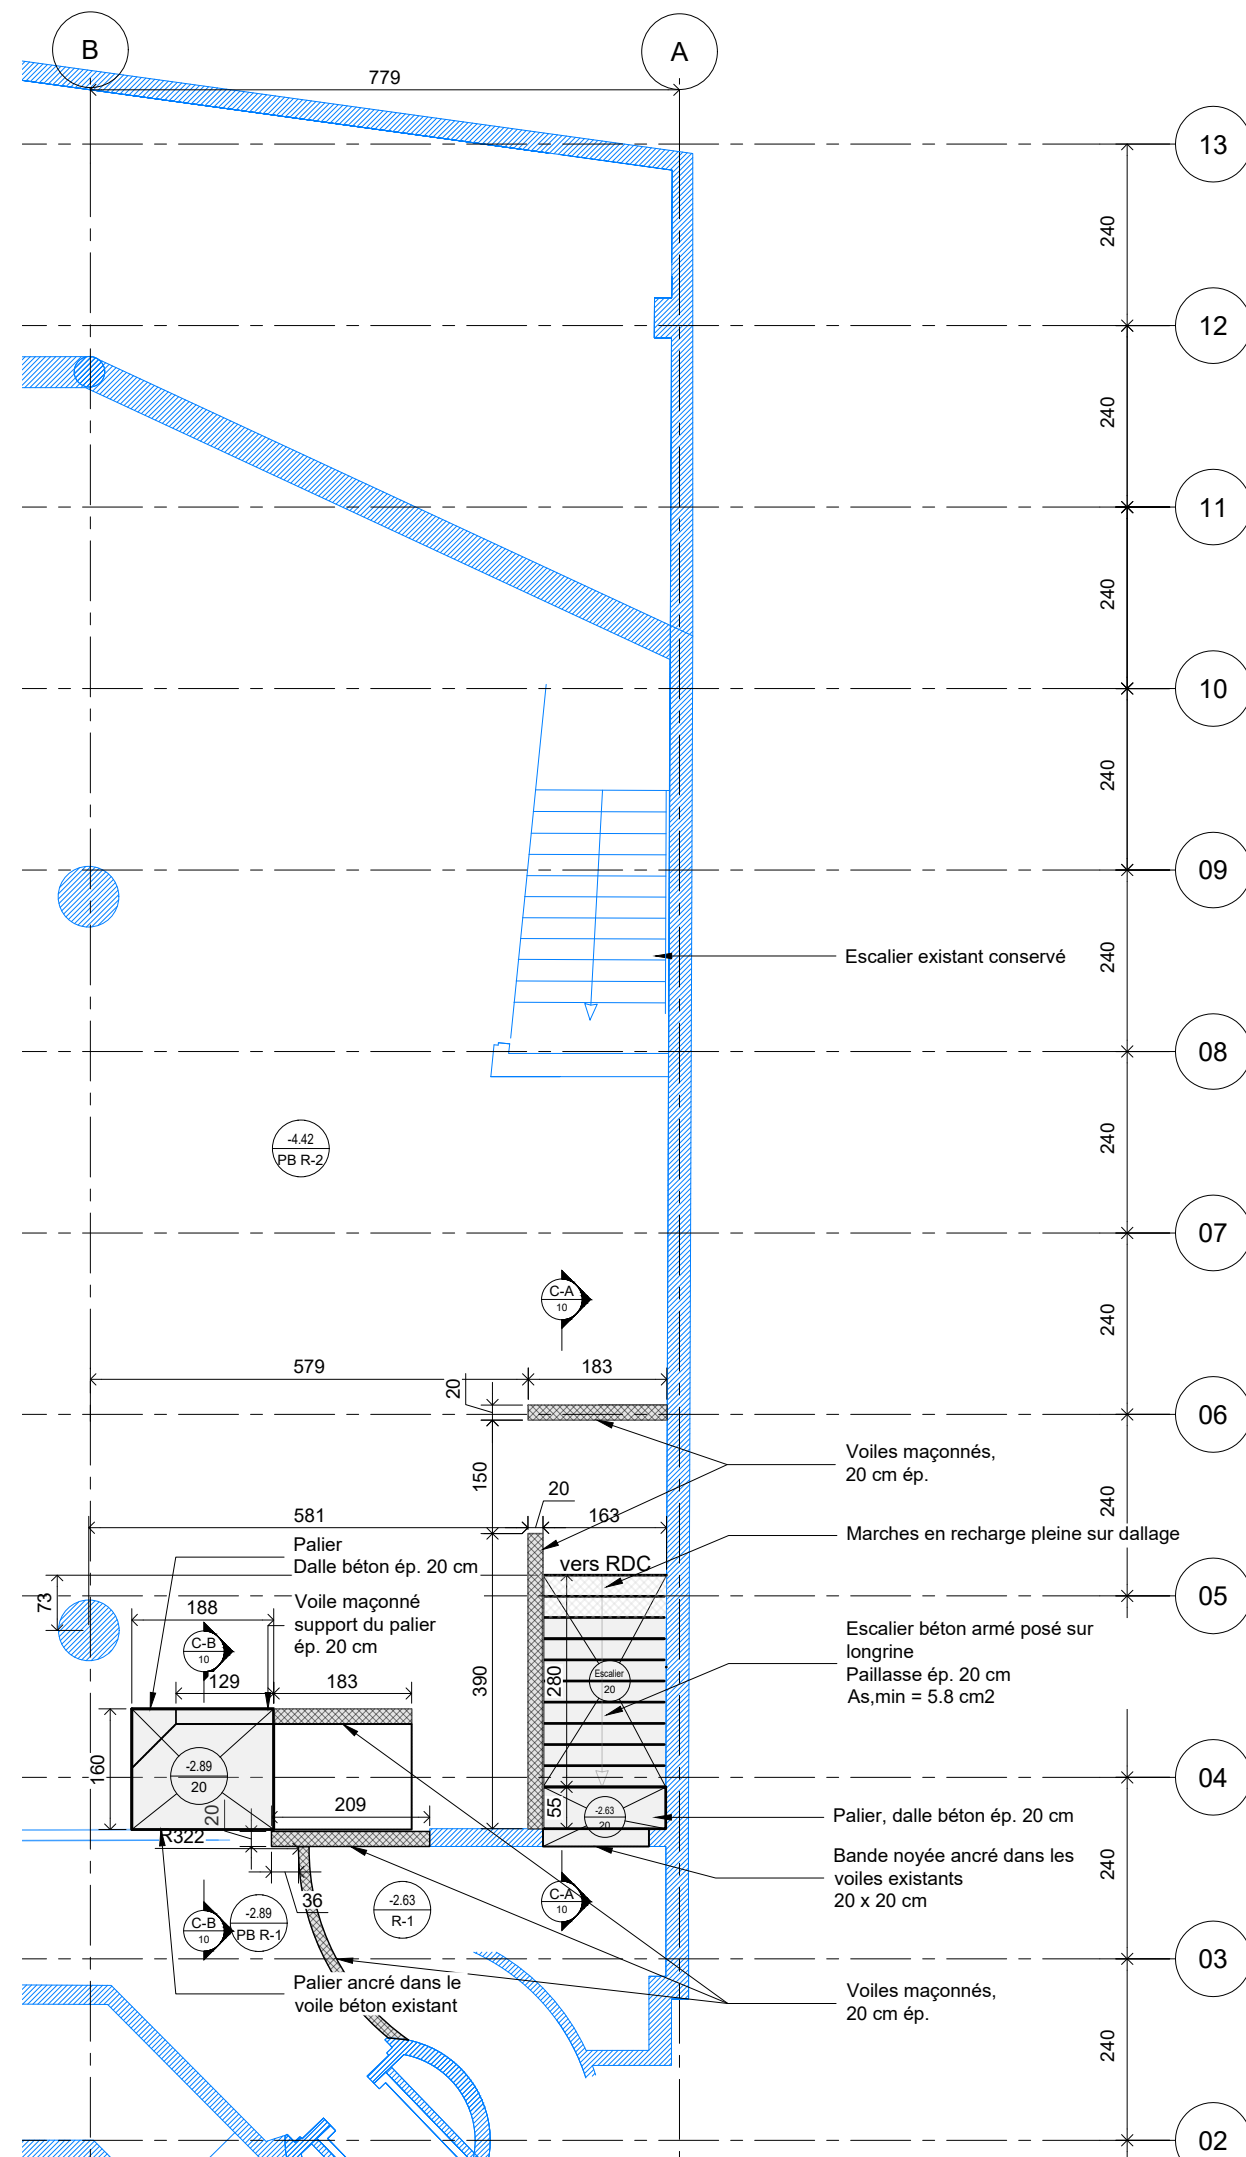 B
A
779
13
240
12
240
11
240
10
240
09
Escalier existant conservé
240
08
-4.42
PB R-2
240
07
C-A
10
240
579
183
20
06
Voiles maçonnés,
20 cm ép.
150
20
240
581
163
Marches en recharge pleine sur dallage
Palier
Dalle béton ép. 20 cm
vers RDC
05
73
188
Voile maçonné
support du palier
ép. 20 cm
Escalier béton armé posé sur
longrine
Paillasse ép. 20 cm
As,min = 5.8 cm2
C-B
10
129
183
390
280
Escalier
20
240
160
-2.89
20
04
20
209
55
-2.63
20
Palier, dalle béton ép. 20 cm
R322
Bande noyée ancré dans les
voiles existants
20 x 20 cm
240
36
-2.63
R-1
C-A
10
-2.89
PB R-1
C-B
10
03
Palier ancré dans le
voile béton existant
Voiles maçonnés,
20 cm ép.
240
02